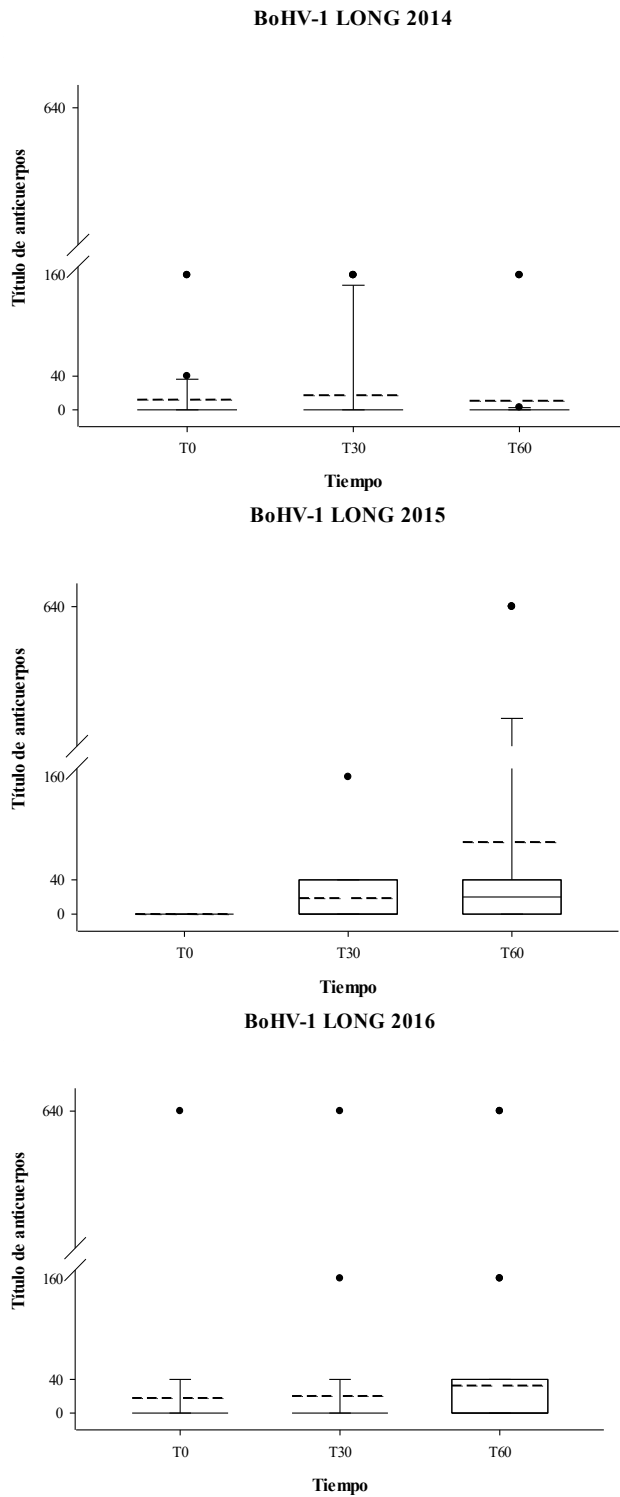 BoHV-1 LONG 2014
Título de anticuerpos
640
160
40
0
T0 T30 T60
Tiempo
BoHV-1 LONG 2015
Título de anticuerpos
640
160
40
0
T0 T30 T60
Tiempo
BoHV-1 LONG 2016
Título de anticuerpos
640
160
40
0
T0 T30 T60
Tiempo